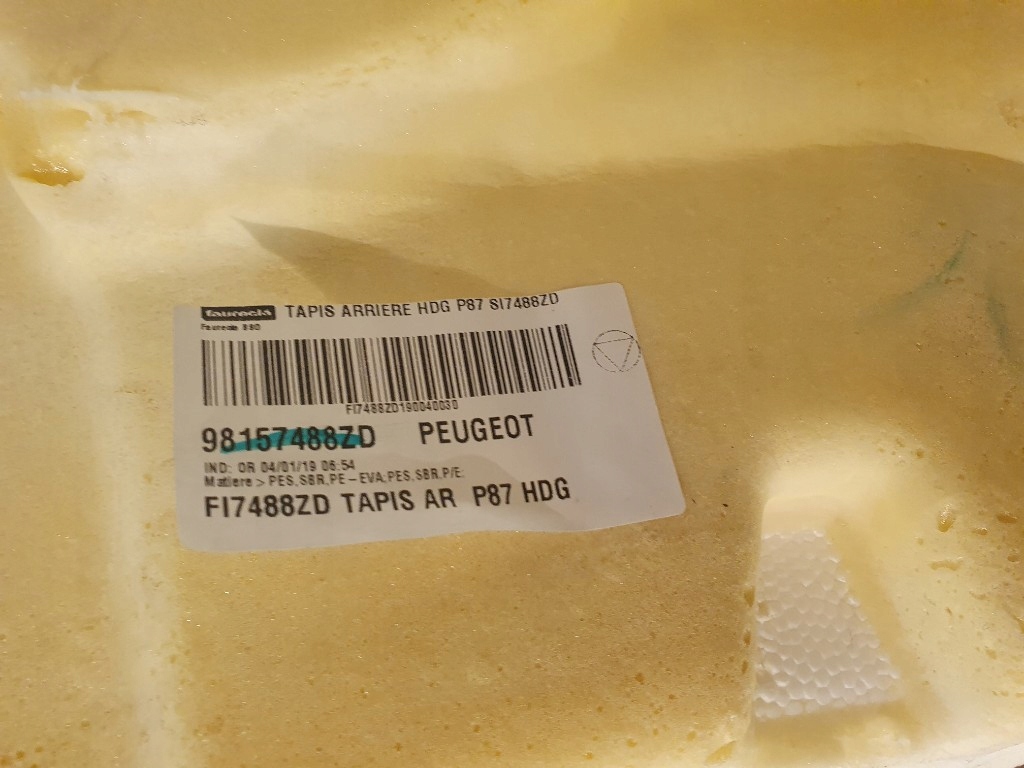 faurecia TAPIS ARRIERE HDG P87 SI7488ZD
Faurecia
FI7488ZD190040030
98157488ZD PEUGEOT
IND: OR 04/01/19 06:54
Matiere > PES,SBR,PE-EVA;PES,SBR,P/E:
FI7488ZD TAPIS AR P87 HDG